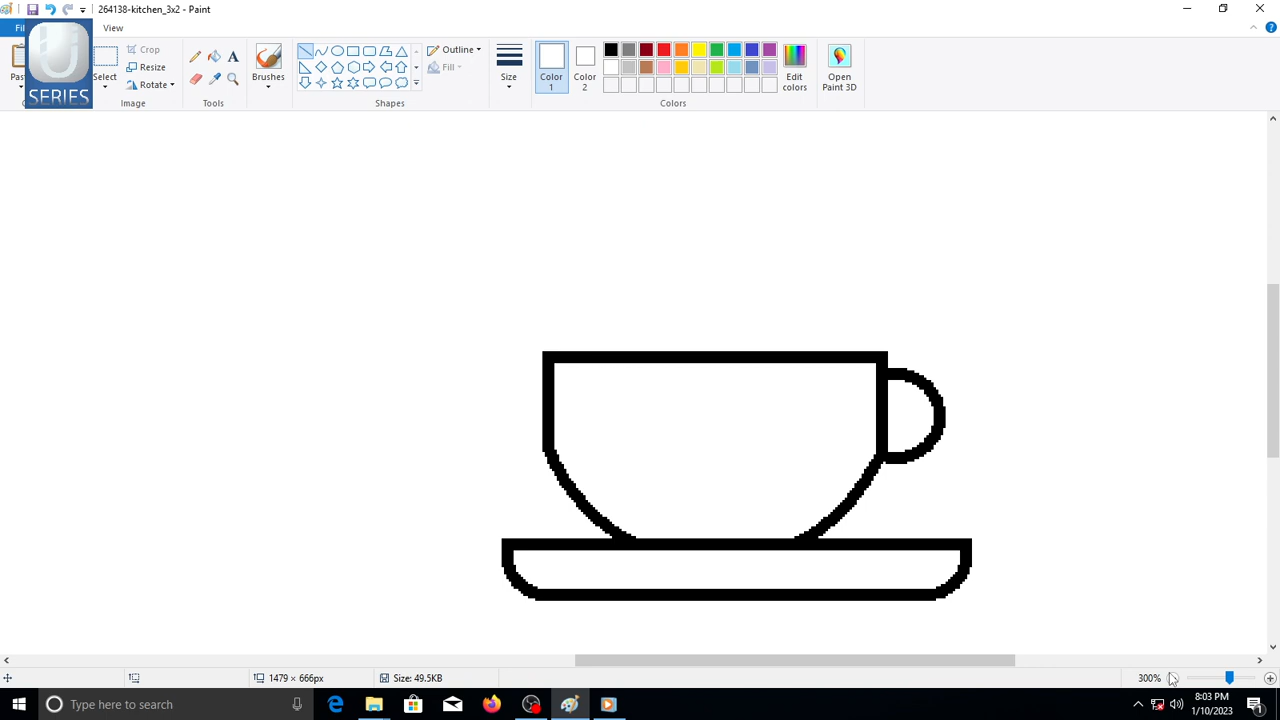 264138-kitchen_3x2 - Paint
Fi
View
U
SERIES
Past
Select
Crop
Resize
Rotate
Image
Tools
Brushes
Shapes
Outline
Fill
Size
Color 1
Color 2
Colors
Edit colors
Open Paint 3D
1479 × 666px
Size: 49.5KB
300%
Type here to search
8:03 PM
1/10/2023